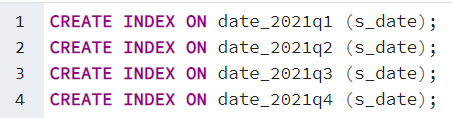 1 CREATE INDEX ON date_2021q1 (s_date);
2 CREATE INDEX ON date_2021q2 (s_date);
3 CREATE INDEX ON date_2021q3 (s_date);
4 CREATE INDEX ON date_2021q4 (s_date);